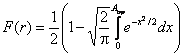 F(r) = 1/2 (1 − √(2/π) ∫₀^A e^(−x²/2) dx)